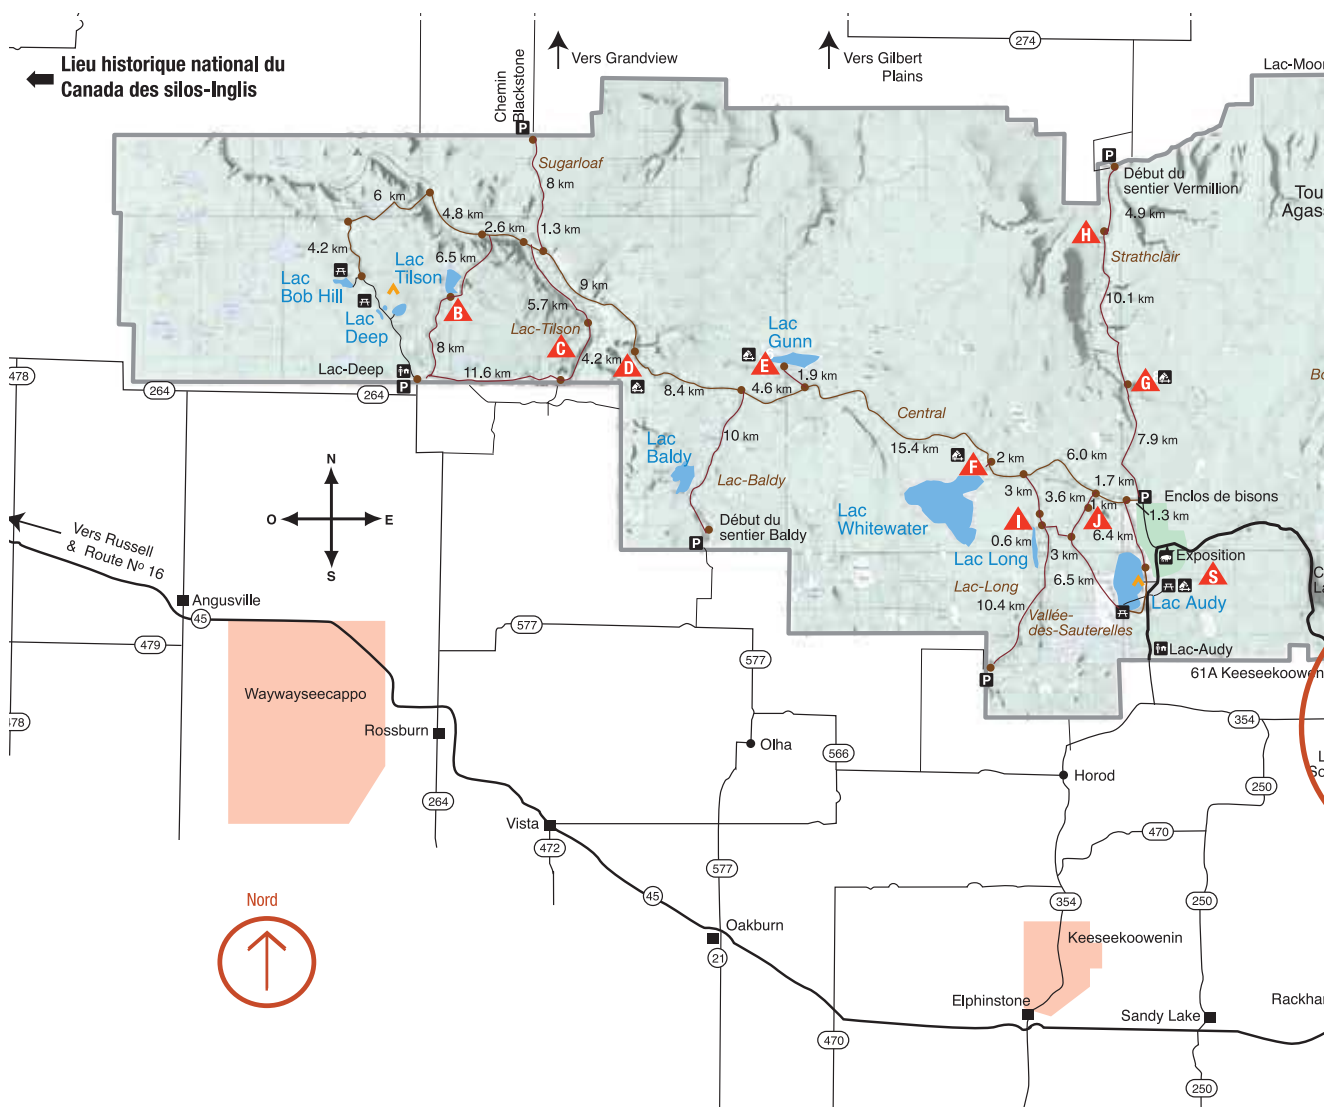 274
Vers Grandview
Vers Gilbert
Plains
Lieu historique national du
Canada des silos-Inglis
Chemin
Blackstone
P
Sugarloaf
8 km
P
Début du
sentier Vermillion
6 km
4.8 km
2.6 km
1.3 km
4.9 km
H
Strathclair
4.2 km
6.5 km
Lac
Tilson
Lac
Bob Hill
Lac
Deep
B
9 km
5.7 km
10.1 km
Lac-Tilson
C
8 km
4.2 km
D
Lac
Gunn
E
1.9 km
4.6 km
8.4 km
G
Lac-Deep
P
11.6 km
478
264
264
Central
15.4 km
10 km
7.9 km
Lac
Baldy
Lac-Baldy
F
2 km
6.0 km
3 km
3.6 km
1.7 km
1 km
P
Enclos de bisons
1.3 km
Lac
Whitewater
I
J
0.6 km
3 km
6.4 km
Début du
sentier Baldy
P
Lac Long
Exposition
S
Lac-Long
6.5 km
10.4 km
Lac Audy
Vallée-
des-Sauterelles
Lac-Audy
P
61A Keeseekoowen
N
O
E
S
Vers Russell
& Route Nº 16
Angusville
45
479
577
577
Waywayseecappo
478
Rossburn
Olha
566
354
Horod
264
250
Vista
472
470
577
45
354
250
Nord
Oakburn
21
Keeseekoowenin
Elphinstone
Sandy Lake
470
250